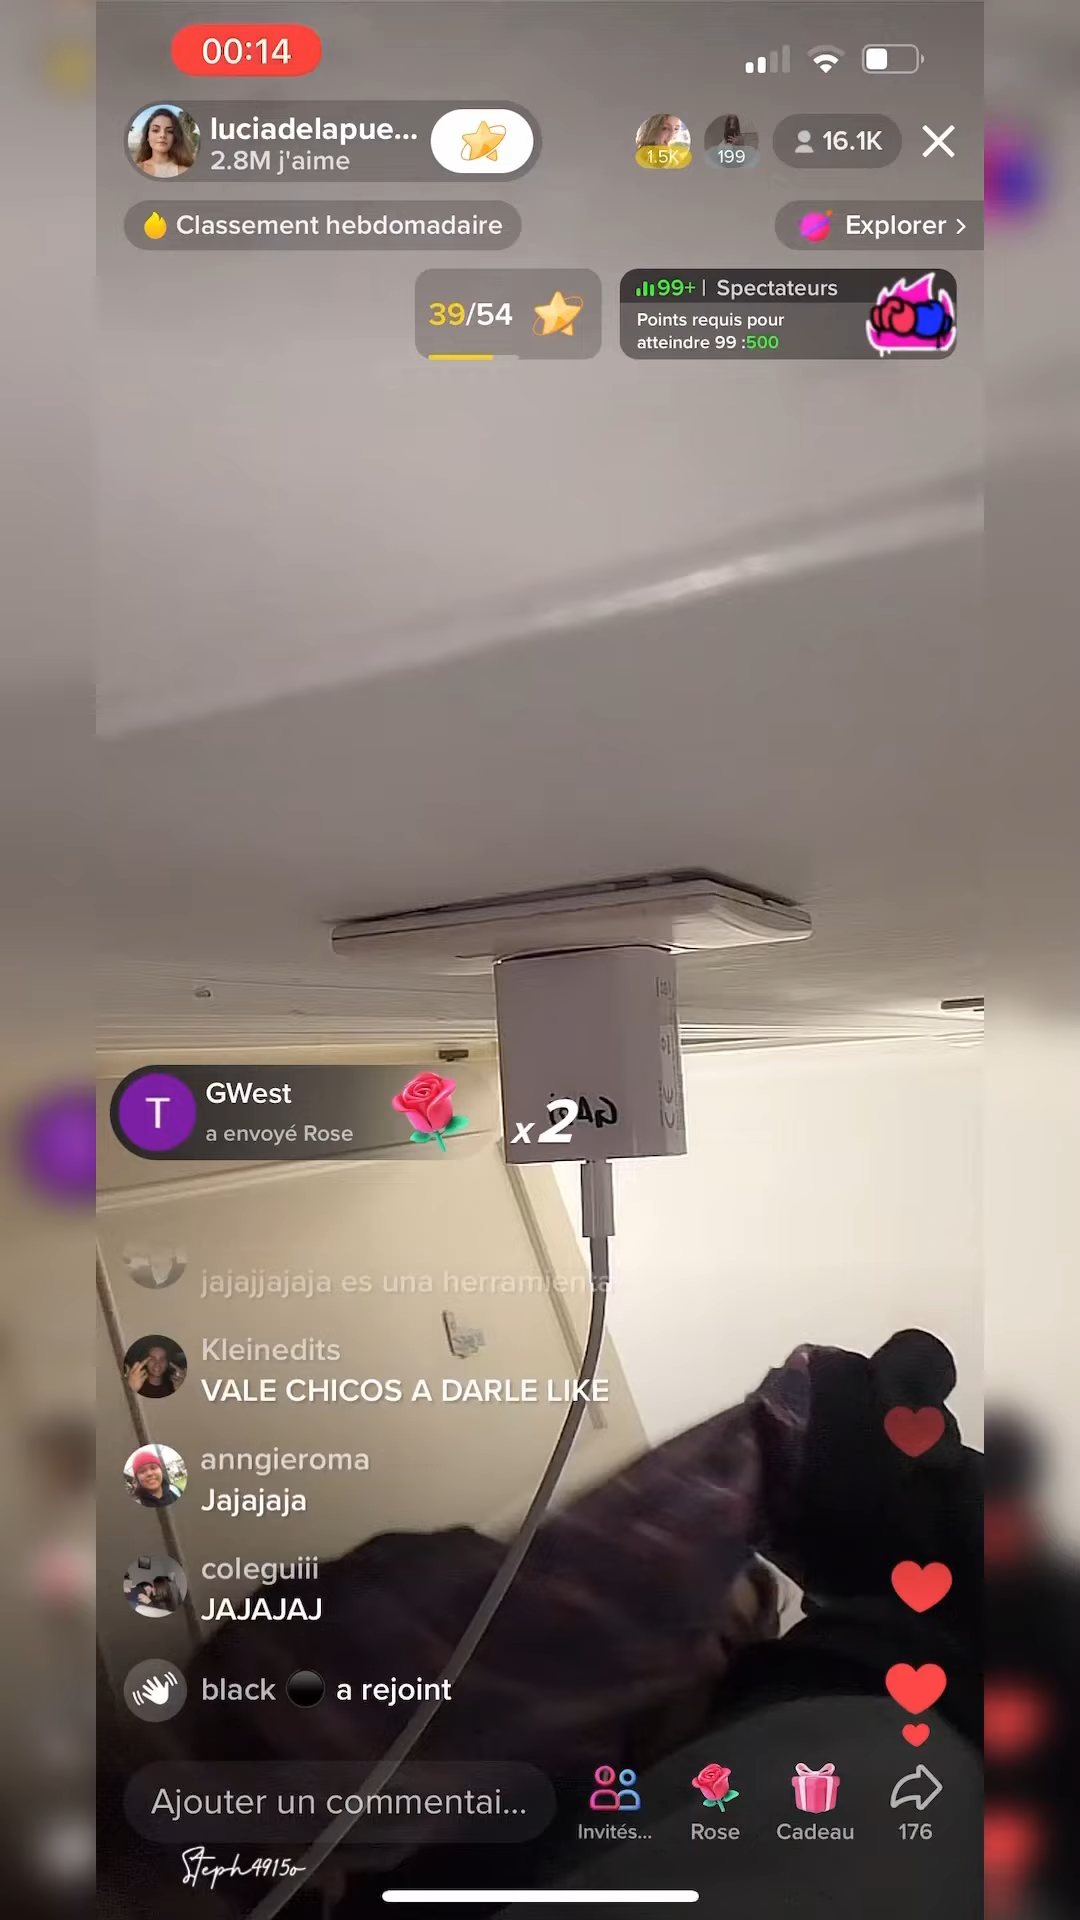 00:14
luciadelapue...
2.8M j'aime
1.5K
199
16.1K
Classement hebdomadaire
Explorer >
39/54
99+ | Spectateurs
Points requis pour
atteindre 99 :500
GWest
a envoyé Rose
x2
T
jajajjajaja es una herramienta
Kleinedits
VALE CHICOS A DARLE LIKE
anngieroma
Jajajaja
coleguiii
JAJAJAJ
black a rejoint
Ajouter un commentai...
Invités...
Rose
Cadeau
176
Steph4915o